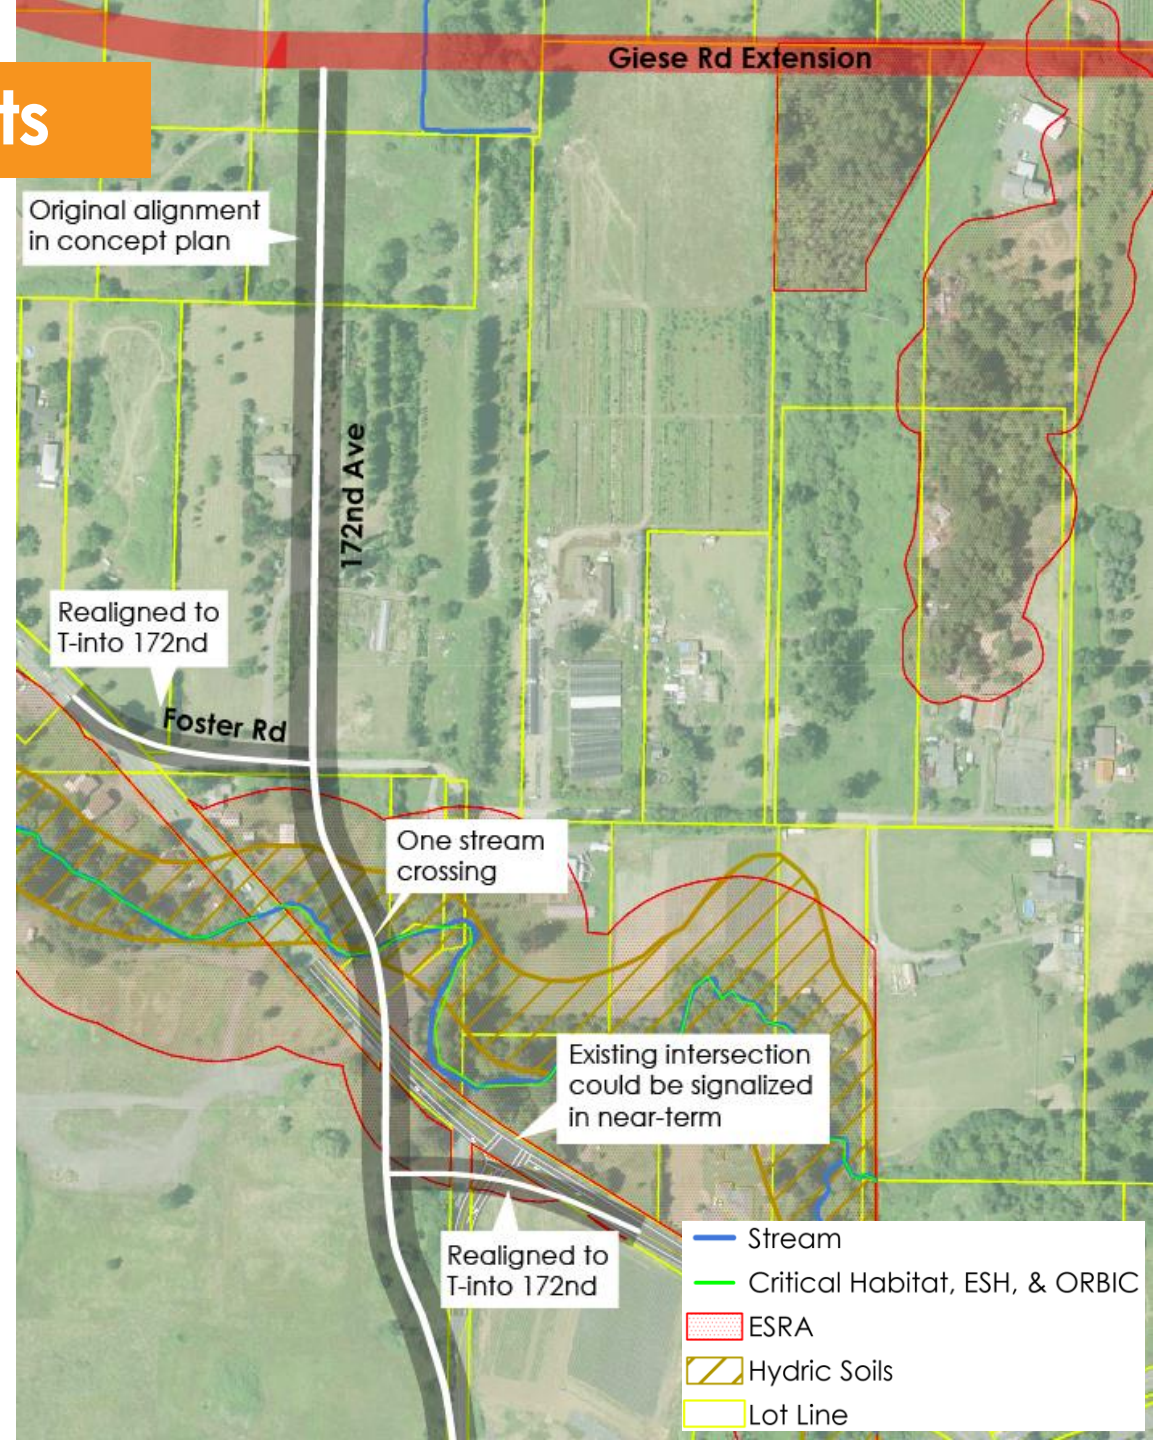 Giese Rd Extension
ts
Original alignment
in concept plan
172nd Ave
Realigned to
T-into 172nd
Foster Rd
One stream
crossing
Existing intersection
could be signalized
in near-term
Realigned to
T-into 172nd
Stream
Critical Habitat, ESH, & ORBIC
ESRA
Hydric Soils
Lot Line